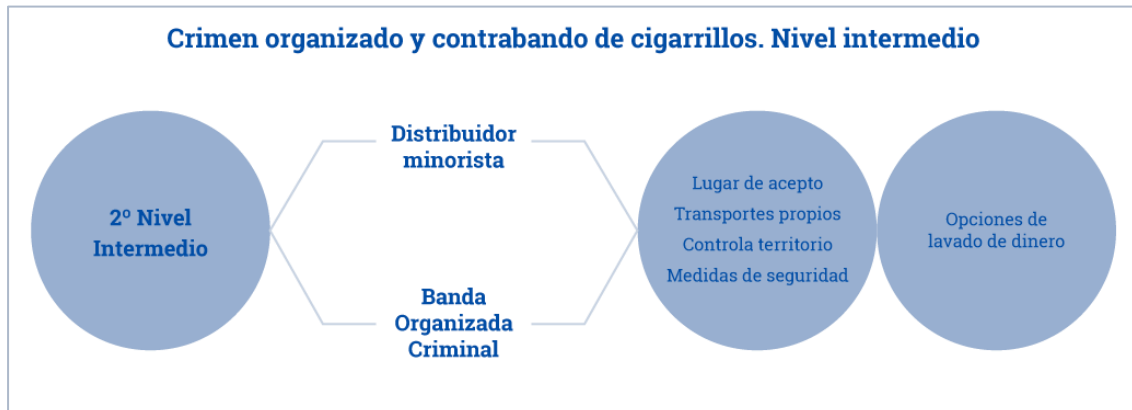 Crimen organizado y contrabando de cigarrillos. Nivel intermedio
2º Nivel
Intermedio
Distribuidor
minorista
Banda
Organizada
Criminal
Lugar de acepto
Transportes propios
Controla territorio
Medidas de seguridad
Opciones de
lavado de dinero